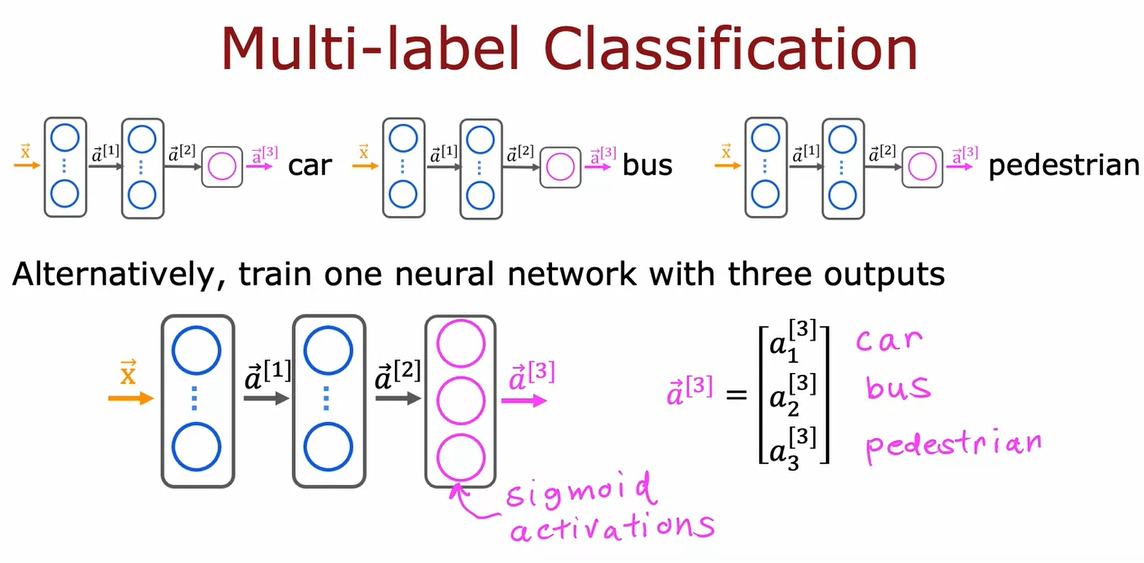 Multi-label Classification
x⃗ a⃗[1] a⃗[2] a⃗[3] car
x⃗ a⃗[1] a⃗[2] a⃗[3] bus
x⃗ a⃗[1] a⃗[2] a⃗[3] pedestrian
Alternatively, train one neural network with three outputs
x⃗ a⃗[1] a⃗[2] a⃗[3]
a⃗[3] =
a₁[3] car
a₂[3] bus
a₃[3] pedestrian
sigmoid
activations